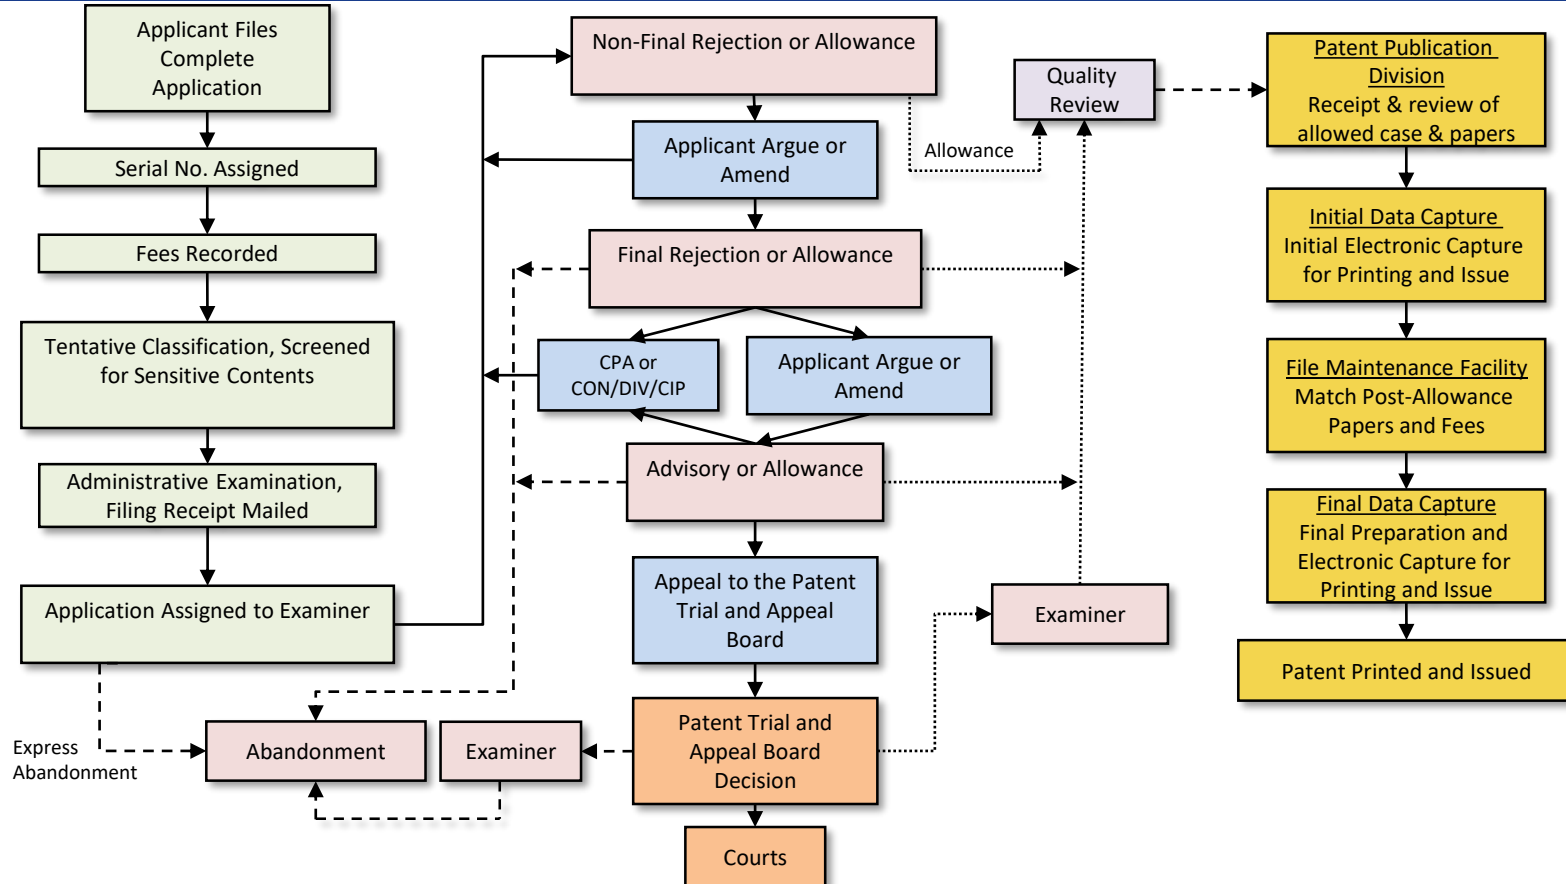 Applicant Files
Complete
Application
Serial No. Assigned
Fees Recorded
Tentative Classification, Screened
for Sensitive Contents
Administrative Examination,
Filing Receipt Mailed
Application Assigned to Examiner
Express
Abandonment
Abandonment
Examiner
Non-Final Rejection or Allowance
Applicant Argue or
Amend
Allowance
Final Rejection or Allowance
CPA or
CON/DIV/CIP
Applicant Argue or
Amend
Advisory or Allowance
Appeal to the Patent
Trial and Appeal
Board
Patent Trial and
Appeal Board
Decision
Courts
Quality
Review
Examiner
Patent Publication
Division
Receipt & review of
allowed case & papers
Initial Data Capture
Initial Electronic Capture
for Printing and Issue
File Maintenance Facility
Match Post-Allowance
Papers and Fees
Final Data Capture
Final Preparation and
Electronic Capture for
Printing and Issue
Patent Printed and Issued